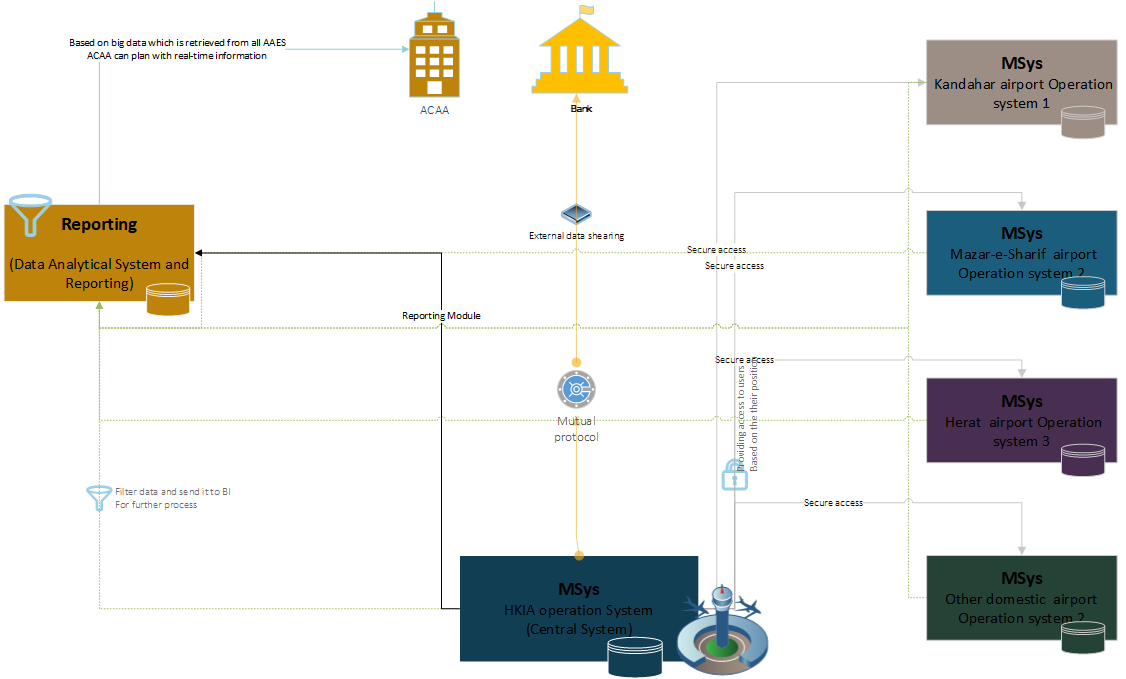 Based on big data which is retrieved from all AAES
ACAA can plan with real-time information
ACAA
Bank
MSys
Kandahar airport Operation
system 1
Reporting
(Data Analytical System and
Reporting)
External data shearing
Secure access
Secure access
MSys
Mazar-e-Sharif airport
Operation system 2
Reporting Module
Mutual
protocol
Secure access
Providing access to users
Based on the their position
MSys
Herat airport Operation
system 3
Filter data and send it to BI
For further process
Secure access
MSys
HKIA operation System
(Central System)
MSys
Other domestic airport
Operation system 2